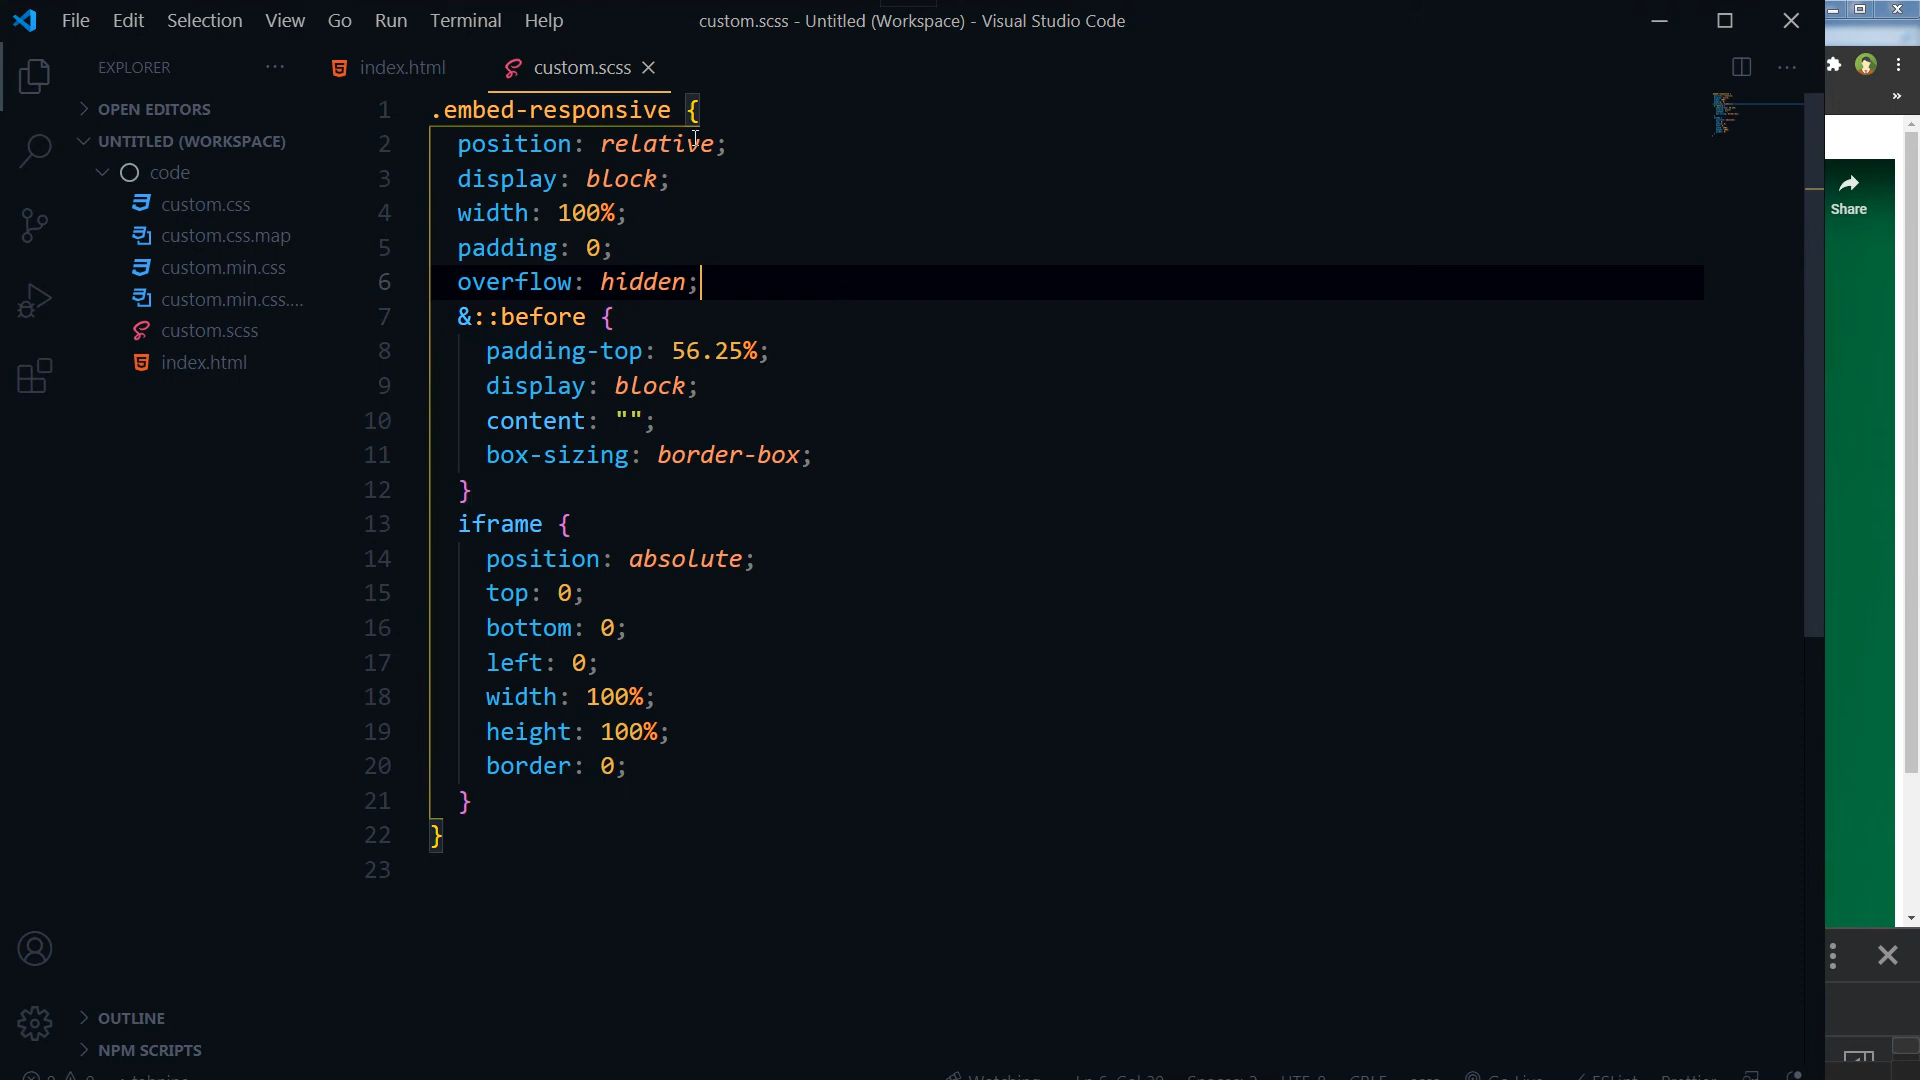 File Edit Selection View Go Run Terminal Help
custom.scss - Untitled (Workspace) - Visual Studio Code
EXPLORER
index.html
custom.scss
OPEN EDITORS
UNTITLED (WORKSPACE)
code
custom.css
custom.css.map
custom.min.css
custom.min.css....
custom.scss
index.html
OUTLINE
NPM SCRIPTS
1 .embed-responsive {
2 position: relative;
3 display: block;
4 width: 100%;
5 padding: 0;
6 overflow: hidden;
7 &::before {
8 padding-top: 56.25%;
9 display: block;
10 content: "";
11 box-sizing: border-box;
12 }
13 iframe {
14 position: absolute;
15 top: 0;
16 bottom: 0;
17 left: 0;
18 width: 100%;
19 height: 100%;
20 border: 0;
21 }
22 }
23
Share